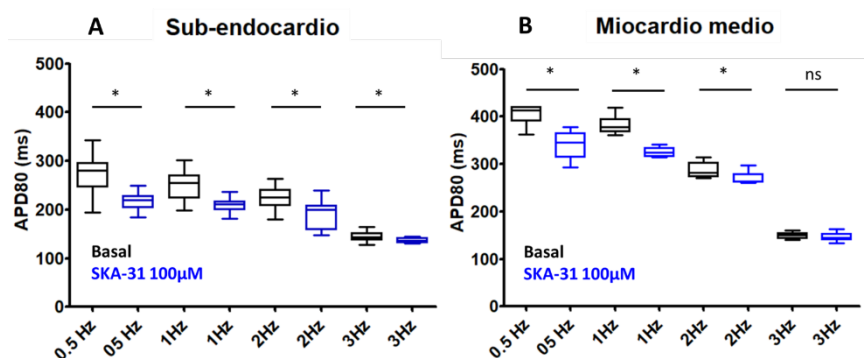 A Sub-endocardio
500
400
300
200
100
0
APD80 (ms)
* * * *
Basal
SKA-31 100µM
0.5 Hz 05 Hz 1Hz 1Hz 2Hz 2Hz 3Hz 3Hz
B Miocardio medio
500
400
300
200
100
0
APD80 (ms)
* * * ns
Basal
SKA-31 100µM
0.5 Hz 05 Hz 1Hz 1Hz 2Hz 2Hz 3Hz 3Hz